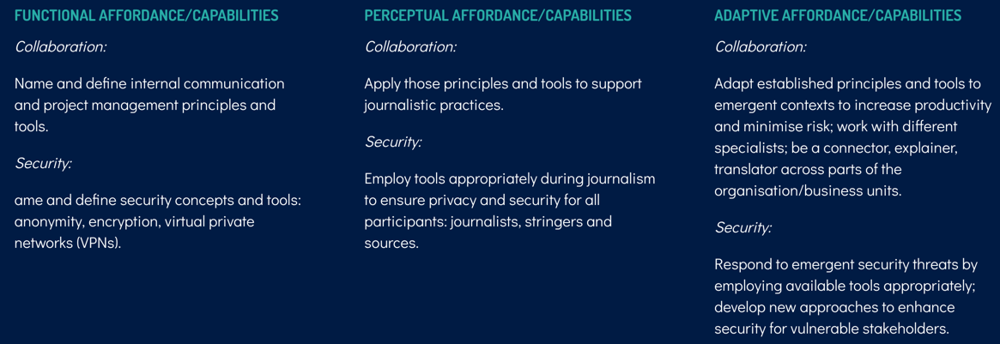 FUNCTIONAL AFFORDANCE/CAPABILITIES
Collaboration:
Name and define internal communication
and project management principles and
tools.
Security:
ame and define security concepts and tools:
anonymity, encryption, virtual private
networks (VPNs).
PERCEPTUAL AFFORDANCE/CAPABILITIES
Collaboration:
Apply those principles and tools to support
journalistic practices.
Security:
Employ tools appropriately during journalism
to ensure privacy and security for all
participants: journalists, stringers and
sources.
ADAPTIVE AFFORDANCE/CAPABILITIES
Collaboration:
Adapt established principles and tools to
emergent contexts to increase productivity
and minimise risk; work with different
specialists; be a connector, explainer,
translator across parts of the
organisation/business units.
Security:
Respond to emergent security threats by
employing available tools appropriately;
develop new approaches to enhance
security for vulnerable stakeholders.